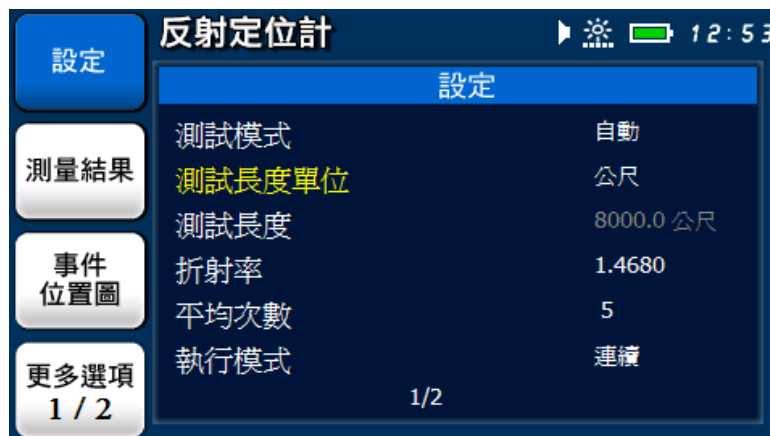 反射定位計
12:53
設定
設定
測試模式 自動
測試長度單位 公尺
測試長度 8000.0 公尺
折射率 1.4680
平均次數 5
執行模式 連續
1/2
測量結果
事件
位置圖
更多選項
1 / 2